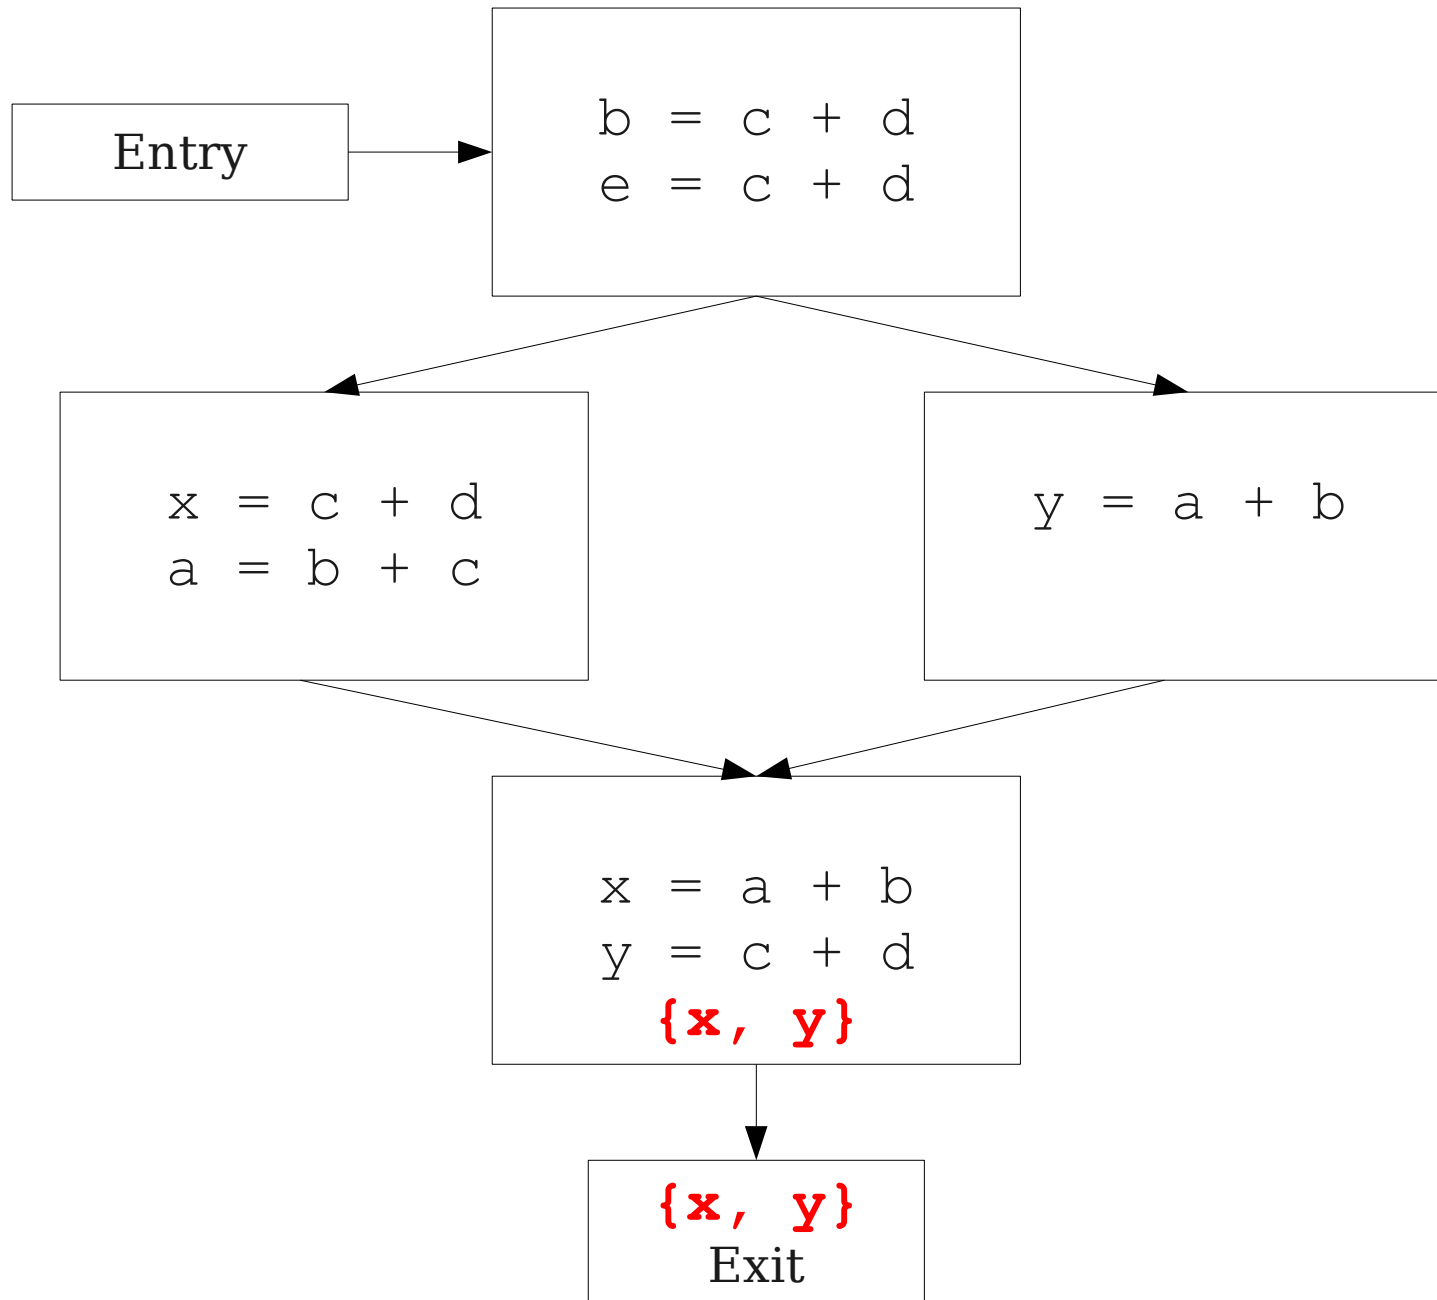 Entry
b = c + d
e = c + d
x = c + d
a = b + c
y = a + b
x = a + b
y = c + d
{x, y}
{x, y}
Exit